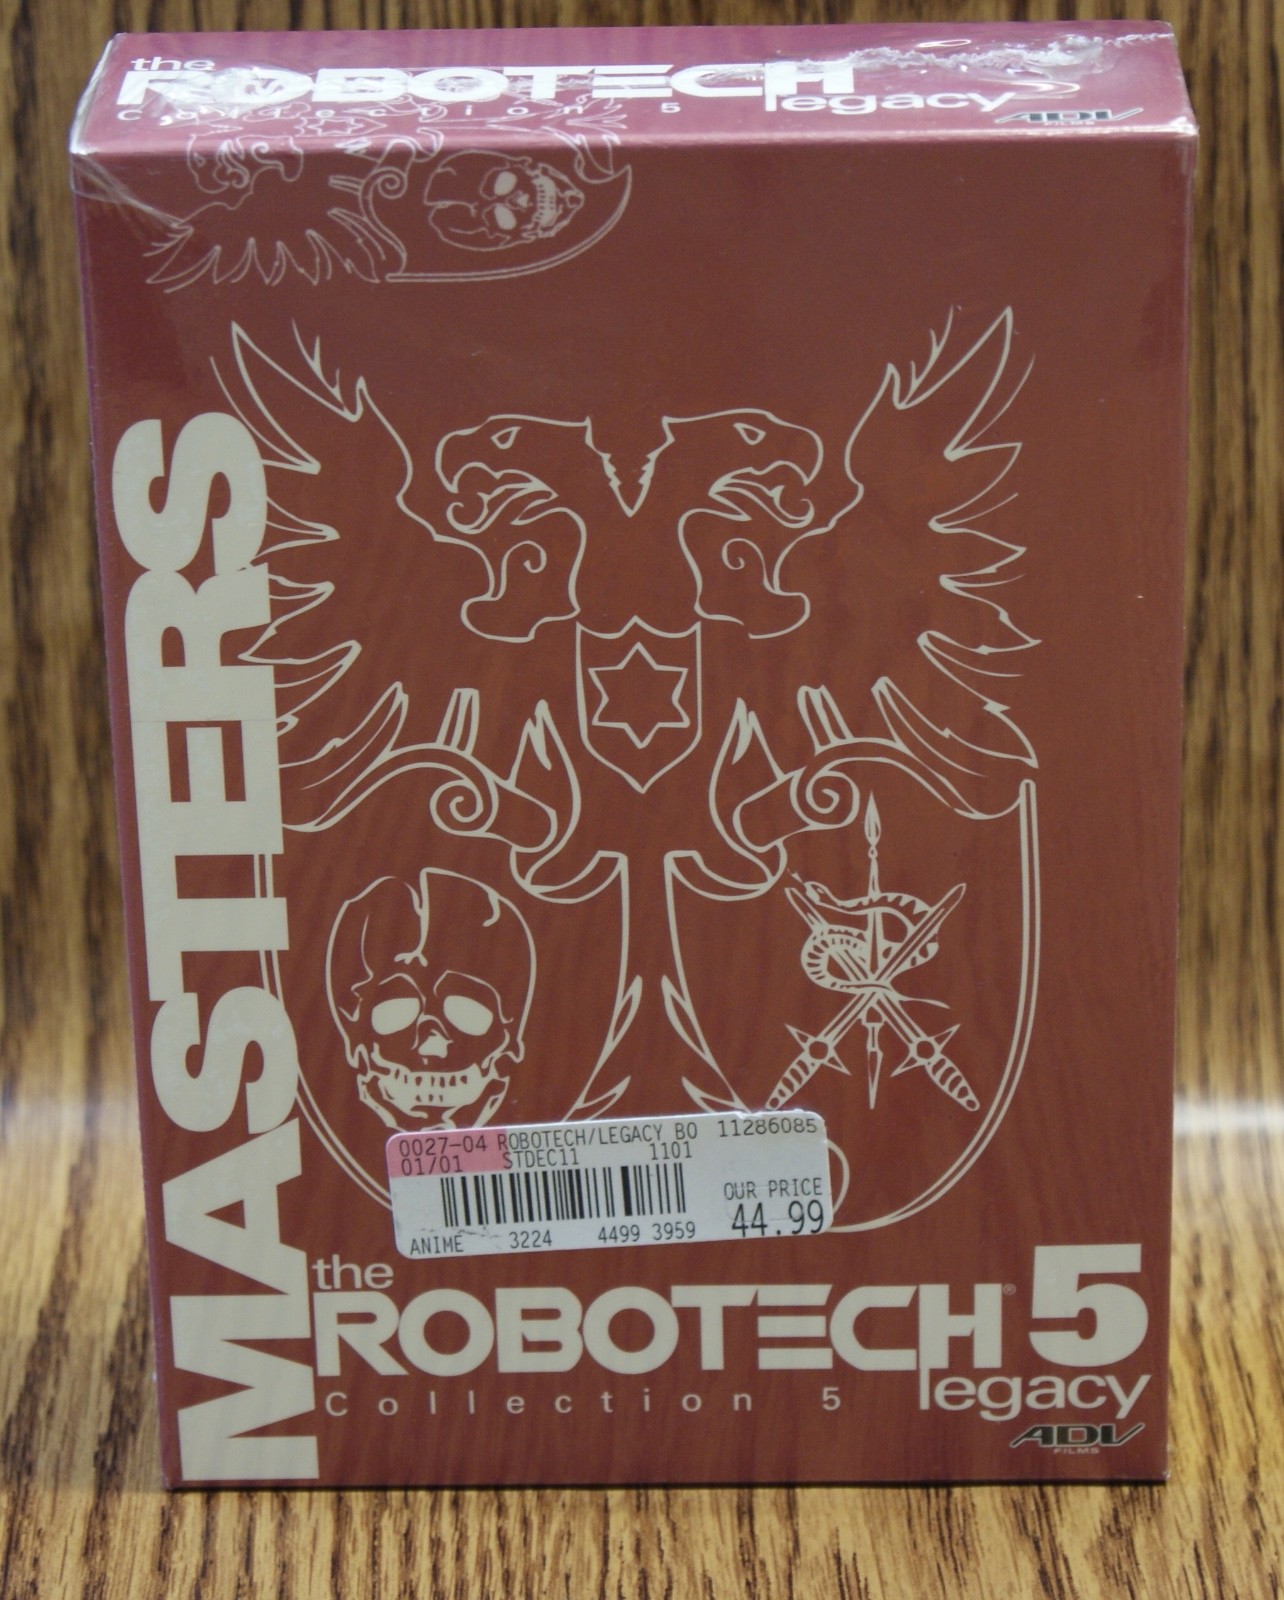 the
ROBOTECH
legacy
Collection 5
ADV
FILMS
MASTERS
0027-04 ROBOTECH/LEGACY BO 11286085
01/01 STDEC11 1101
OUR PRICE
44.99
ANIME 3224 4499 3959
the
ROBOTECH® 5
Collection 5 legacy
ADV
FILMS